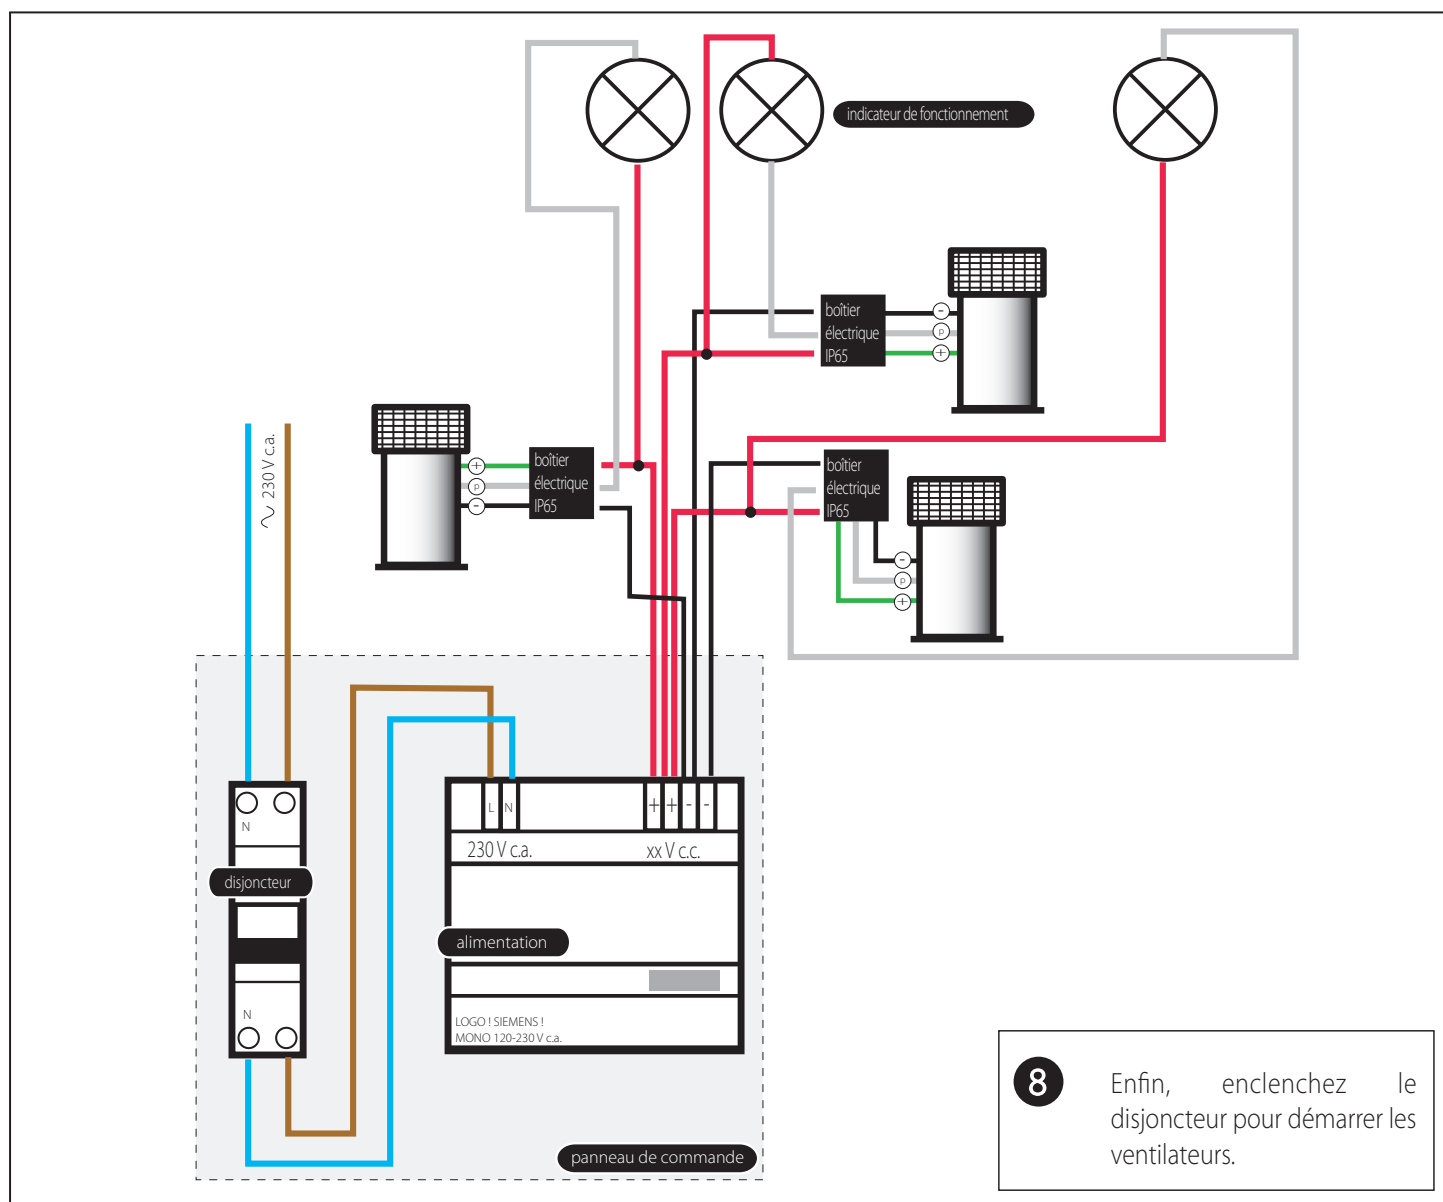 indicateur de fonctionnement
boîtier
électrique
IP65
-
p
+
230 V c.a.
+
p
-
boîtier
électrique
IP65
boîtier
électrique
IP65
-
p
+
L N + + - -
230 V c.a. xx V c.c.
N
disjoncteur
alimentation
N
LOGO ! SIEMENS !
MONO 120-230 V c.a.
panneau de commande
8
Enfin, enclenchez le
disjoncteur pour démarrer les
ventilateurs.